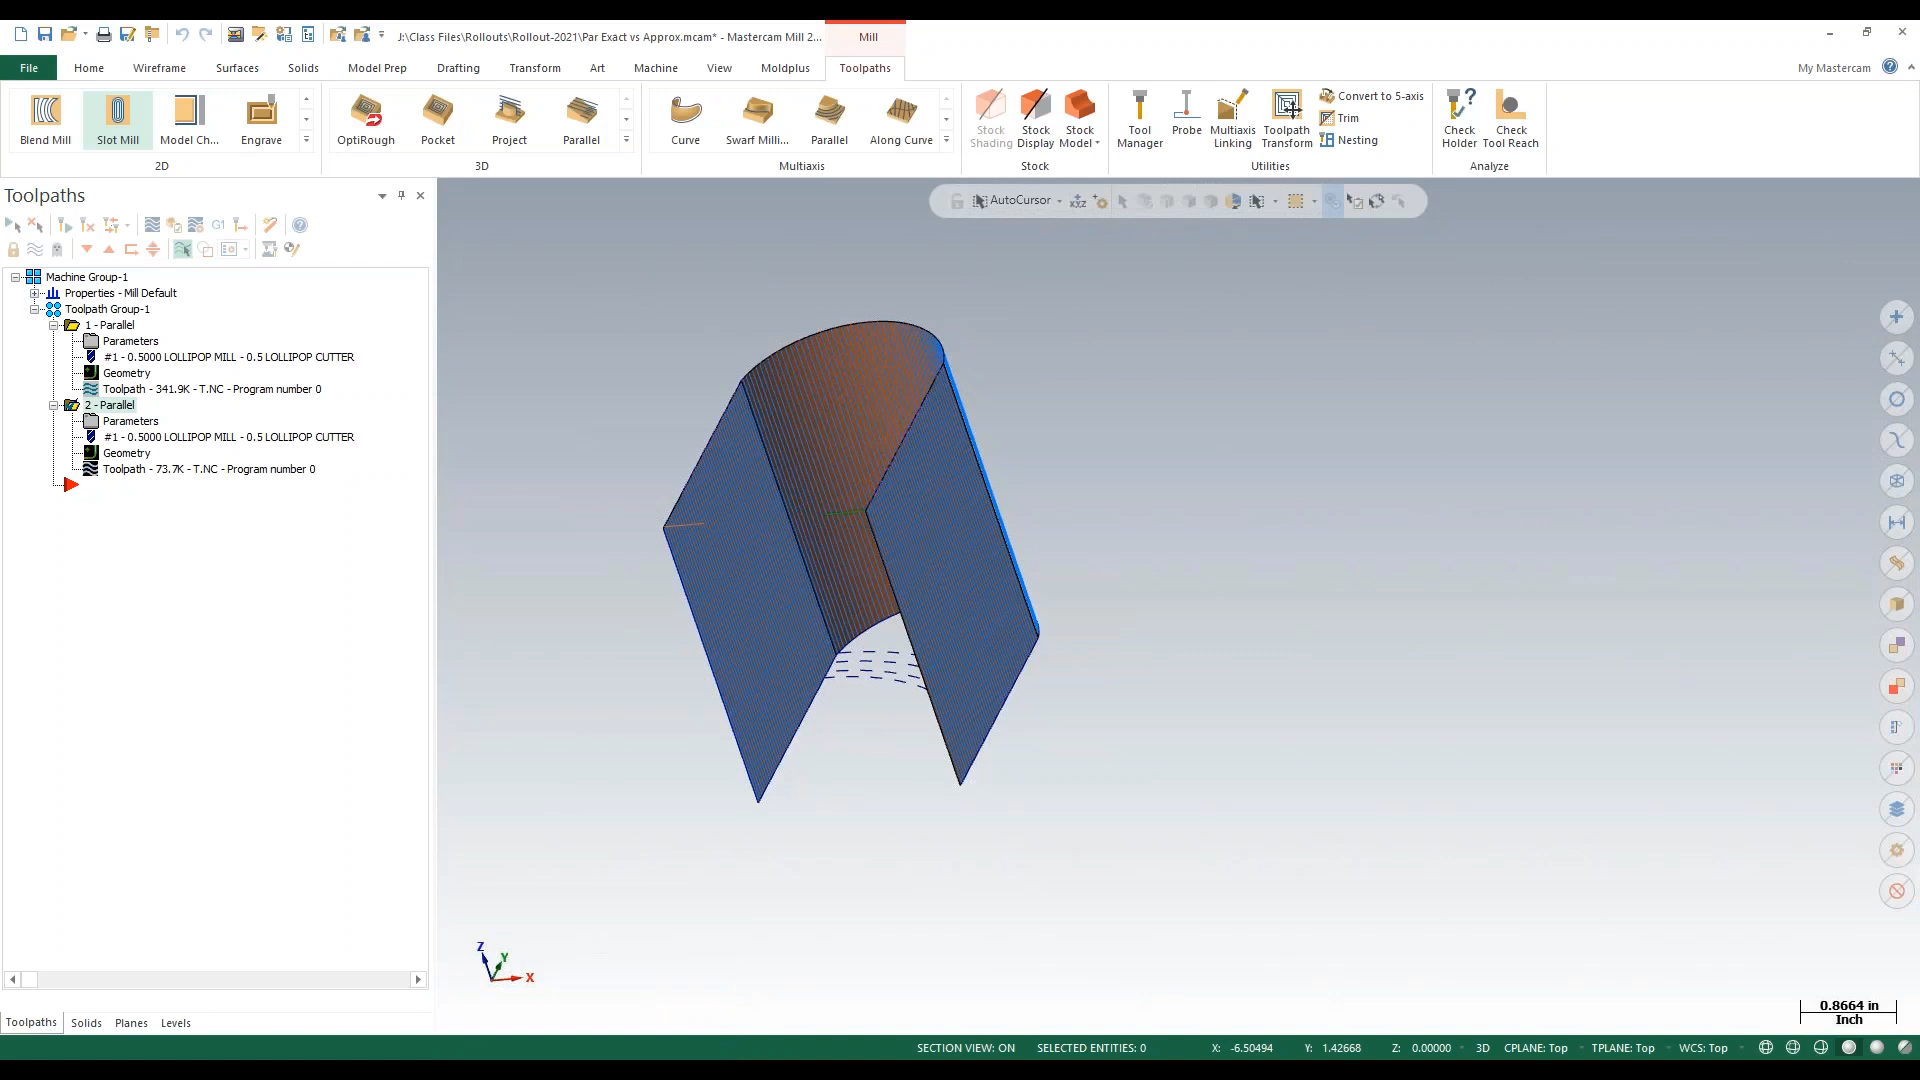 J:\Class Files\Rollouts\Rollout-2021\Par Exact vs Approx.mcam* - Mastercam Mill 2...
Mill
File
Home
Wireframe
Surfaces
Solids
Model Prep
Drafting
Transform
Art
Machine
View
Moldplus
Toolpaths
My Mastercam
Blend Mill
Slot Mill
Model Ch...
Engrave
OptiRough
Pocket
Project
Parallel
Curve
Swarf Milli...
Parallel
Along Curve
Stock Shading
Stock Display
Stock Model
Tool Manager
Probe
Multiaxis Linking
Toolpath Transform
Convert to 5-axis
Trim
Nesting
Check Holder
Check Tool Reach
2D
3D
Multiaxis
Stock
Utilities
Analyze
Toolpaths
G1
AutoCursor
XYZ
Machine Group-1
Properties - Mill Default
Toolpath Group-1
1 - Parallel
Parameters
#1 - 0.5000 LOLLIPOP MILL - 0.5 LOLLIPOP CUTTER
Geometry
Toolpath - 341.9K - T.NC - Program number 0
2 - Parallel
Parameters
#1 - 0.5000 LOLLIPOP MILL - 0.5 LOLLIPOP CUTTER
Geometry
Toolpath - 73.7K - T.NC - Program number 0
Z
Y
X
0.8664 in
Inch
Toolpaths
Solids
Planes
Levels
SECTION VIEW: ON
SELECTED ENTITIES: 0
X: -6.50494
Y: 1.42668
Z: 0.00000
3D
CPLANE: Top
TPLANE: Top
WCS: Top